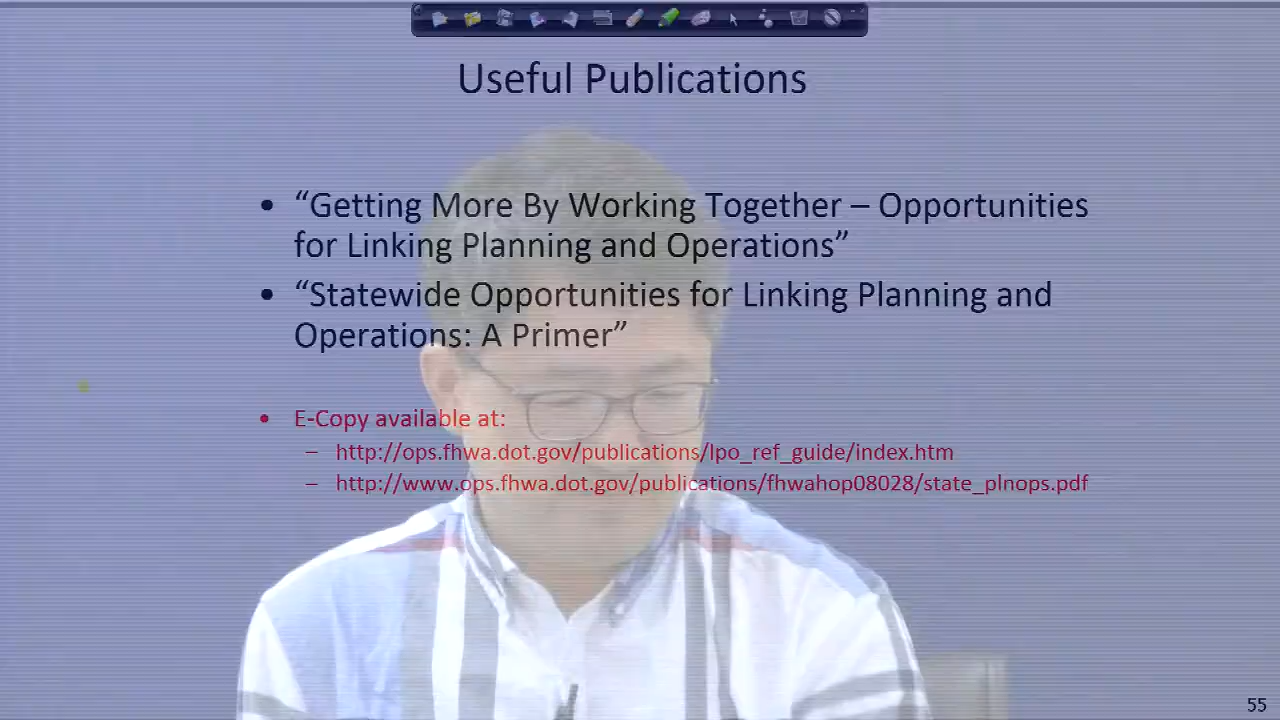 Useful Publications
• “Getting More By Working Together – Opportunities
for Linking Planning and Operations”
• “Statewide Opportunities for Linking Planning and
Operations: A Primer”
• E-Copy available at:
– http://ops.fhwa.dot.gov/publications/lpo_ref_guide/index.htm
– http://www.ops.fhwa.dot.gov/publications/fhwahop08028/state_plnops.pdf
55